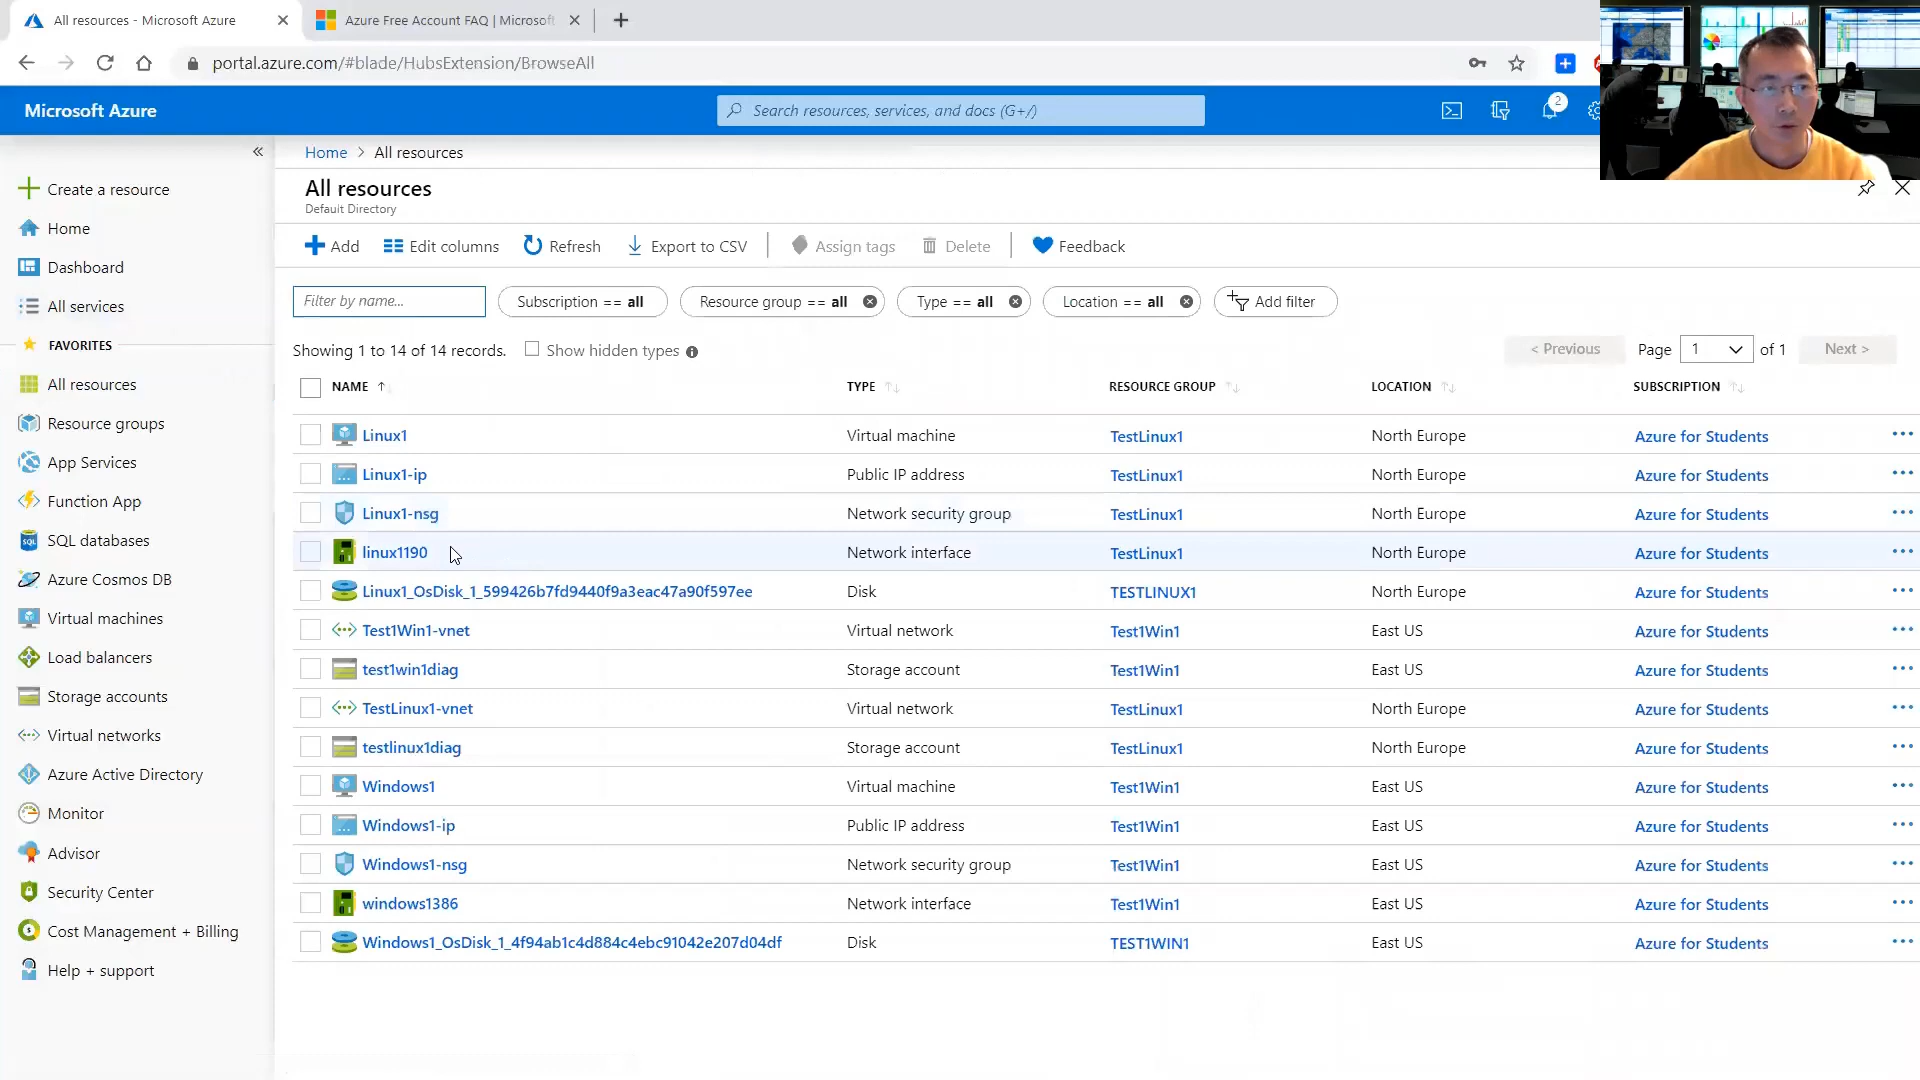 All resources - Microsoft Azure
Azure Free Account FAQ | Microsoft
portal.azure.com/#blade/HubsExtension/BrowseAll
Microsoft Azure
Search resources, services, and docs (G+/)
2
Home > All resources
All resources
Default Directory
Create a resource
Home
Dashboard
All services
FAVORITES
All resources
Resource groups
App Services
Function App
SQL databases
Azure Cosmos DB
Virtual machines
Load balancers
Storage accounts
Virtual networks
Azure Active Directory
Monitor
Advisor
Security Center
Cost Management + Billing
Help + support
Add Edit columns Refresh Export to CSV Assign tags Delete Feedback
Filter by name... Subscription == all Resource group == all Type == all Location == all Add filter
Showing 1 to 14 of 14 records. Show hidden types < Previous Page 1 of 1 Next >
NAME TYPE RESOURCE GROUP LOCATION SUBSCRIPTION
Linux1 Virtual machine TestLinux1 North Europe Azure for Students
Linux1-ip Public IP address TestLinux1 North Europe Azure for Students
Linux1-nsg Network security group TestLinux1 North Europe Azure for Students
linux1190 Network interface TestLinux1 North Europe Azure for Students
Linux1_OsDisk_1_599426b7fd9440f9a3eac47a90f597ee Disk TESTLINUX1 North Europe Azure for Students
Test1Win1-vnet Virtual network Test1Win1 East US Azure for Students
test1win1diag Storage account Test1Win1 East US Azure for Students
TestLinux1-vnet Virtual network TestLinux1 North Europe Azure for Students
testlinux1diag Storage account TestLinux1 North Europe Azure for Students
Windows1 Virtual machine Test1Win1 East US Azure for Students
Windows1-ip Public IP address Test1Win1 East US Azure for Students
Windows1-nsg Network security group Test1Win1 East US Azure for Students
windows1386 Network interface Test1Win1 East US Azure for Students
Windows1_OsDisk_1_4f94ab1c4d884c4ebc91042e207d04df Disk TEST1WIN1 East US Azure for Students